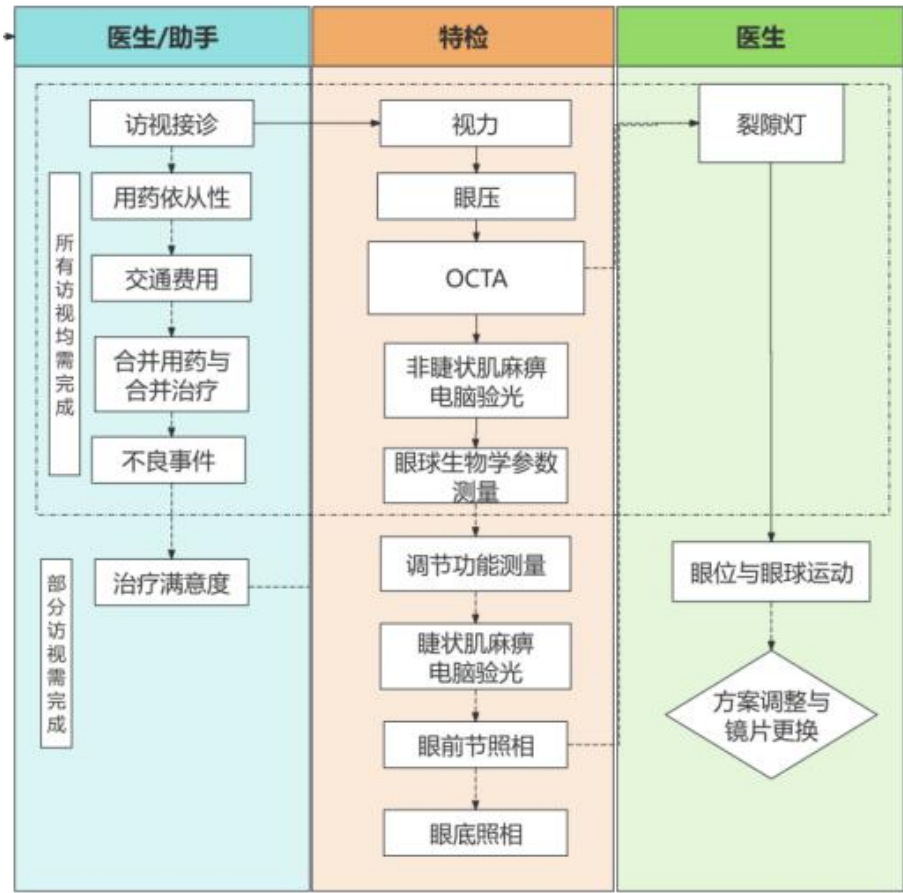 医生/助手
特检
医生
访视接诊
视力
裂隙灯
用药依从性
眼压
交通费用
OCTA
合并用药与
合并治疗
非睫状肌麻痹
电脑验光
不良事件
眼球生物学参数
测量
所有访视均需完成
治疗满意度
调节功能测量
眼位与眼球运动
睫状肌麻痹
电脑验光
方案调整与
镜片更换
眼前节照相
眼底照相
部分访视需完成